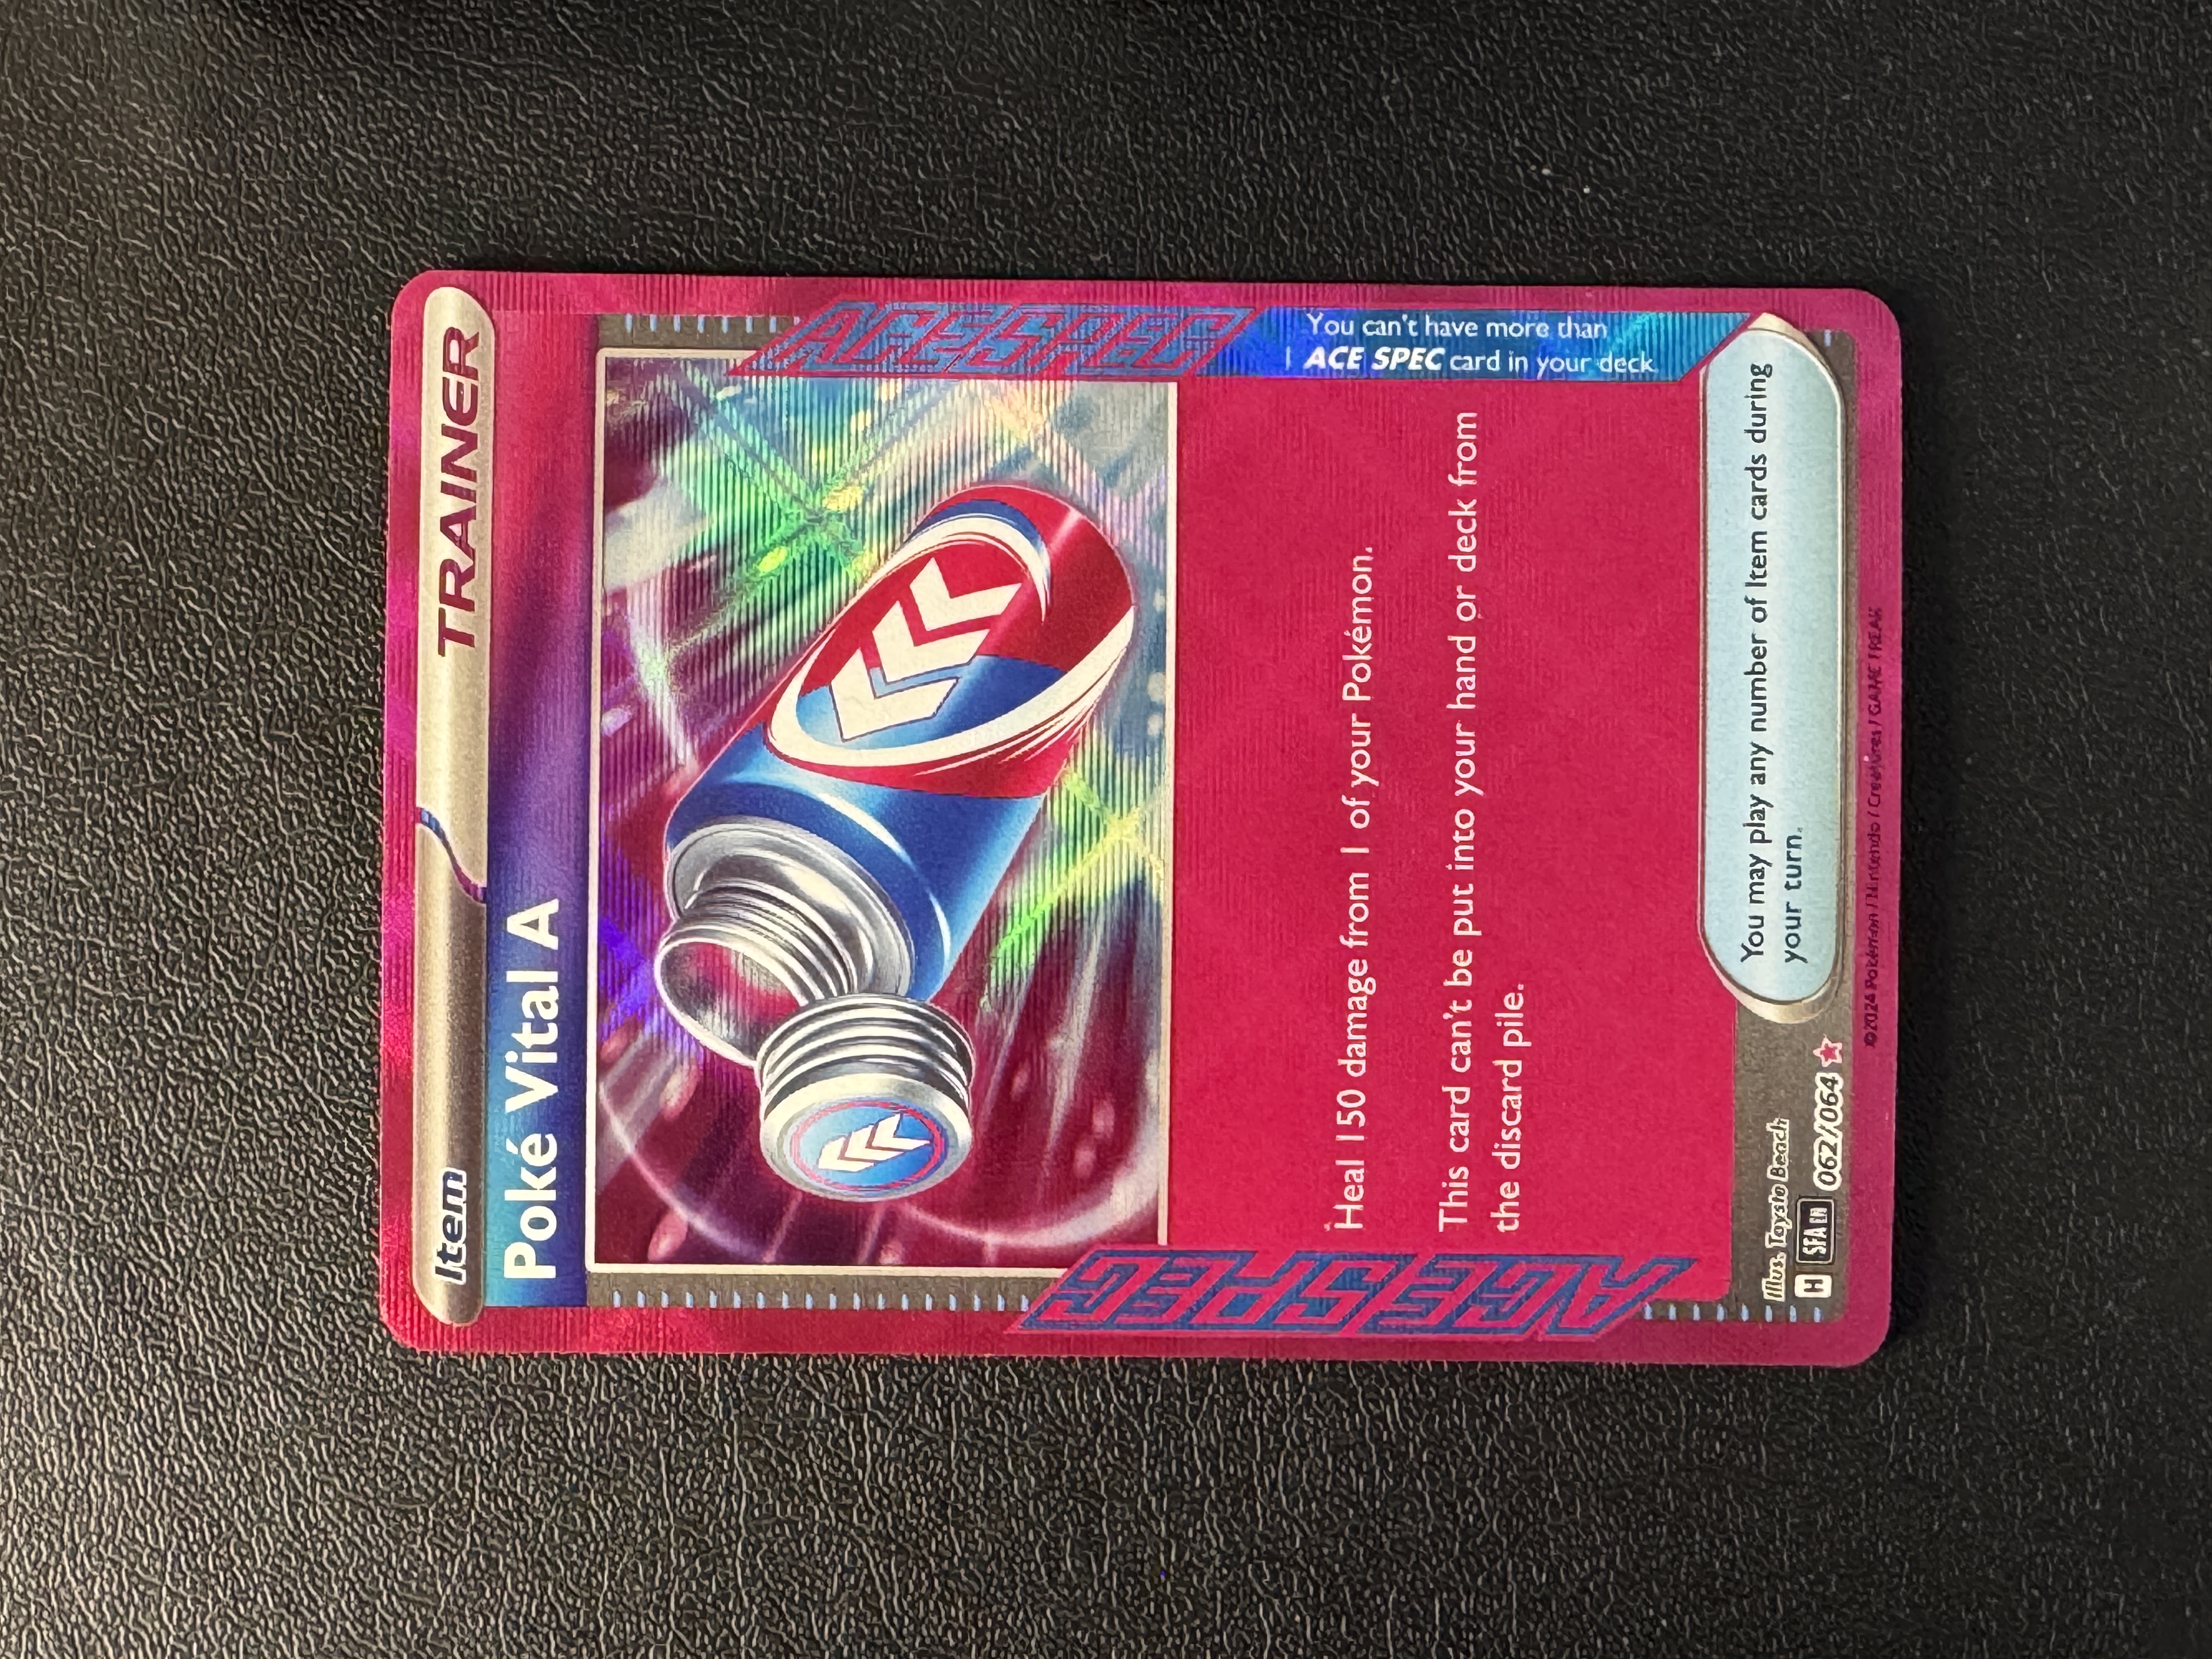 Item
TRAINER
Poké Vital A
ACE SPEC
ACE SPEC
Heal 150 damage from 1 of your Pokémon.
This card can't be put into your hand or deck from
the discard pile.
You can't have more than
1 ACE SPEC card in your deck.
You may play any number of Item cards during
your turn.
Illus. Toyste Beach
H SFA EN 062/064
©2024 Pokémon / Nintendo / Creatures / GAME FREAK